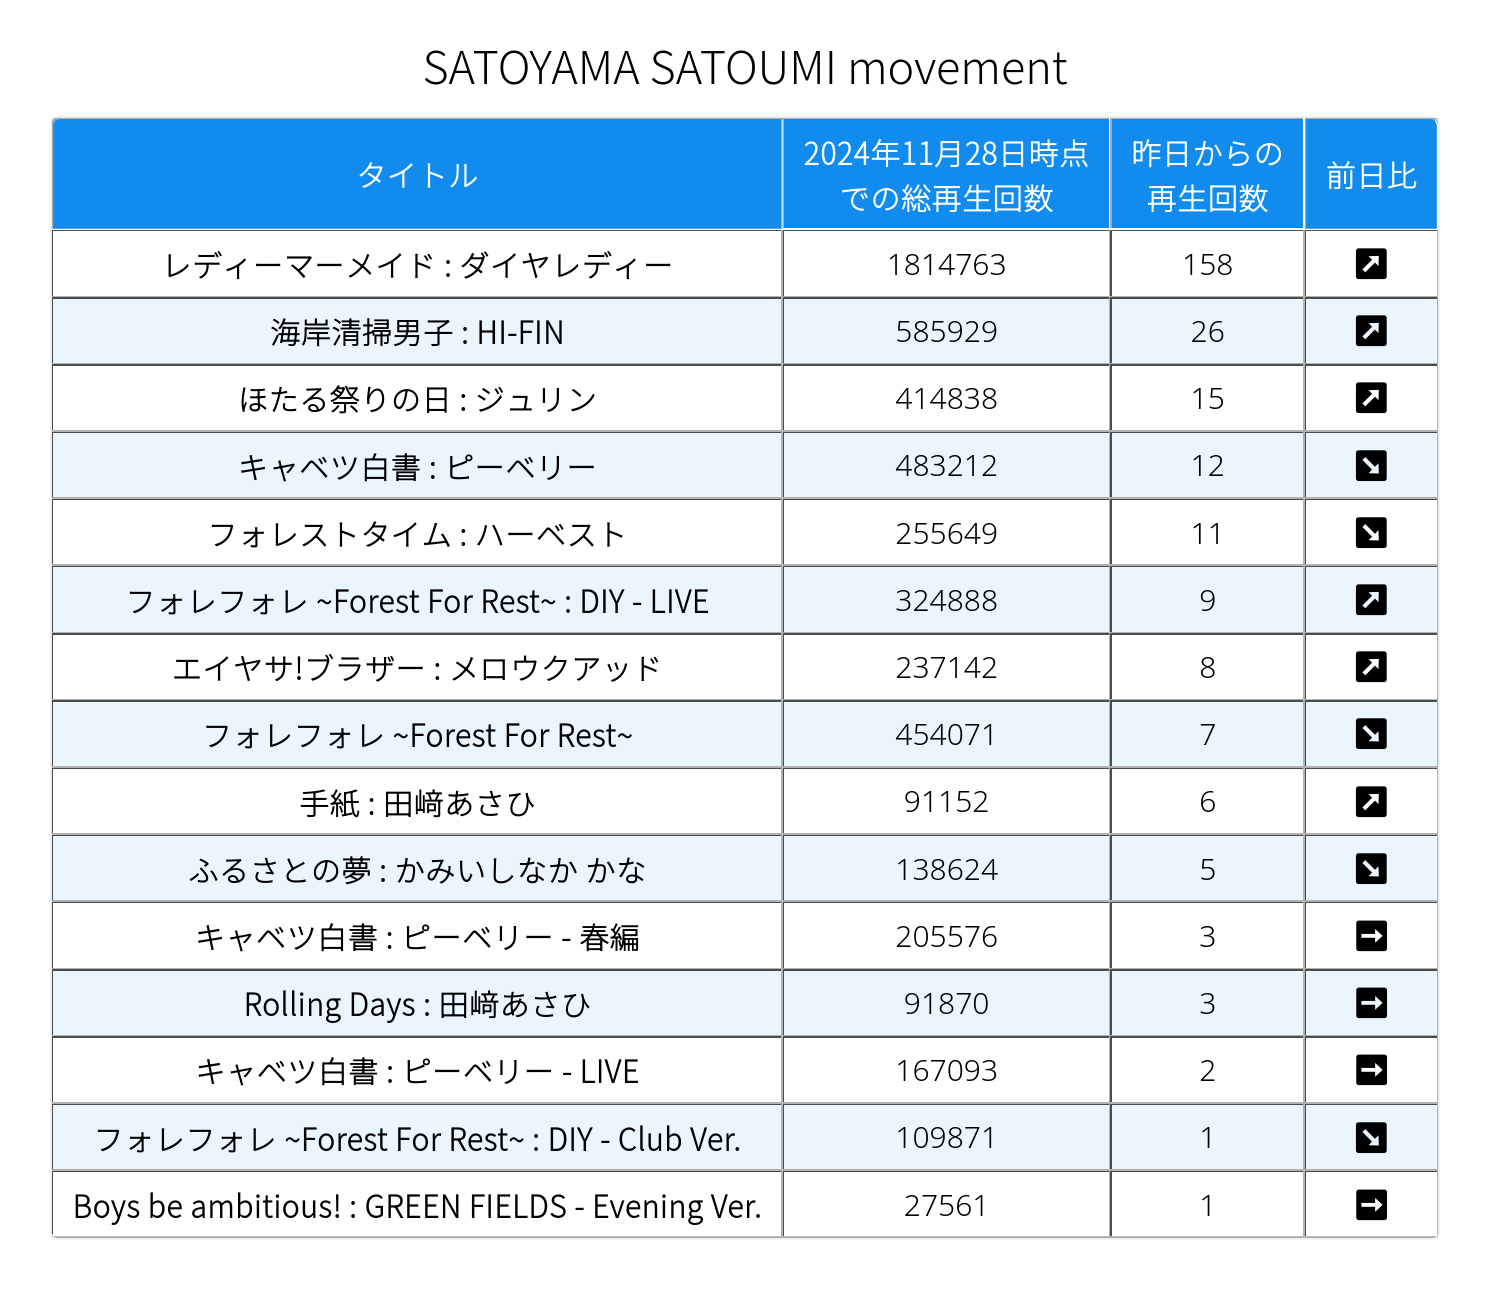 SATOYAMA SATOUMI movement
タイトル 2024年11月28日時点での総再生回数 昨日からの再生回数 前日比
レディーマーメイド : ダイヤレディー 1814763 158 ↗
海岸清掃男子 : HI-FIN 585929 26 ↗
ほたる祭りの日 : ジュリン 414838 15 ↗
キャベツ白書 : ピーベリー 483212 12 ↘
フォレストタイム : ハーベスト 255649 11 ↘
フォレフォレ ~Forest For Rest~ : DIY - LIVE 324888 9 ↗
エイヤサ!ブラザー : メロウクアッド 237142 8 ↗
フォレフォレ ~Forest For Rest~ 454071 7 ↘
手紙 : 田﨑あさひ 91152 6 ↗
ふるさとの夢 : かみいしなか かな 138624 5 ↘
キャベツ白書 : ピーベリー - 春編 205576 3 →
Rolling Days : 田﨑あさひ 91870 3 →
キャベツ白書 : ピーベリー - LIVE 167093 2 →
フォレフォレ ~Forest For Rest~ : DIY - Club Ver. 109871 1 ↘
Boys be ambitious! : GREEN FIELDS - Evening Ver. 27561 1 →